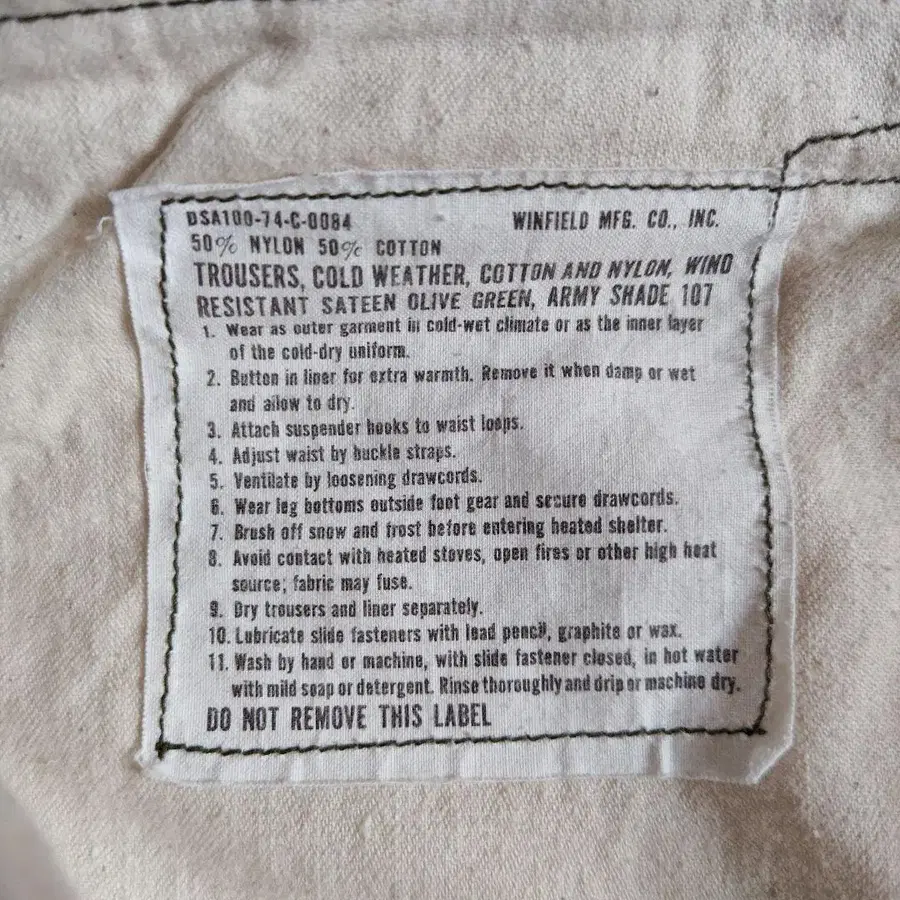 DSA100-74-C-0084 WINFIELD MFG. CO., INC.
50% NYLON 50% COTTON
TROUSERS, COLD WEATHER, COTTON AND NYLON, WIND
RESISTANT SATEEN OLIVE GREEN, ARMY SHADE 107
1. Wear as outer garment in cold-wet climate or as the inner layer
of the cold-dry uniform.
2. Button in liner for extra warmth. Remove it when damp or wet
and allow to dry.
3. Attach suspender hooks to waist loops.
4. Adjust waist by buckle straps.
5. Ventilate by loosening drawcords.
6. Wear leg bottoms outside foot gear and secure drawcords.
7. Brush off snow and frost before entering heated shelter.
8. Avoid contact with heated stoves, open fires or other high heat
source; fabric may fuse.
9. Dry trousers and liner separately.
10. Lubricate slide fasteners with lead pencil, graphite or wax.
11. Wash by hand or machine, with slide fastener closed, in hot water
with mild soap or detergent. Rinse thoroughly and drip or machine dry.
DO NOT REMOVE THIS LABEL